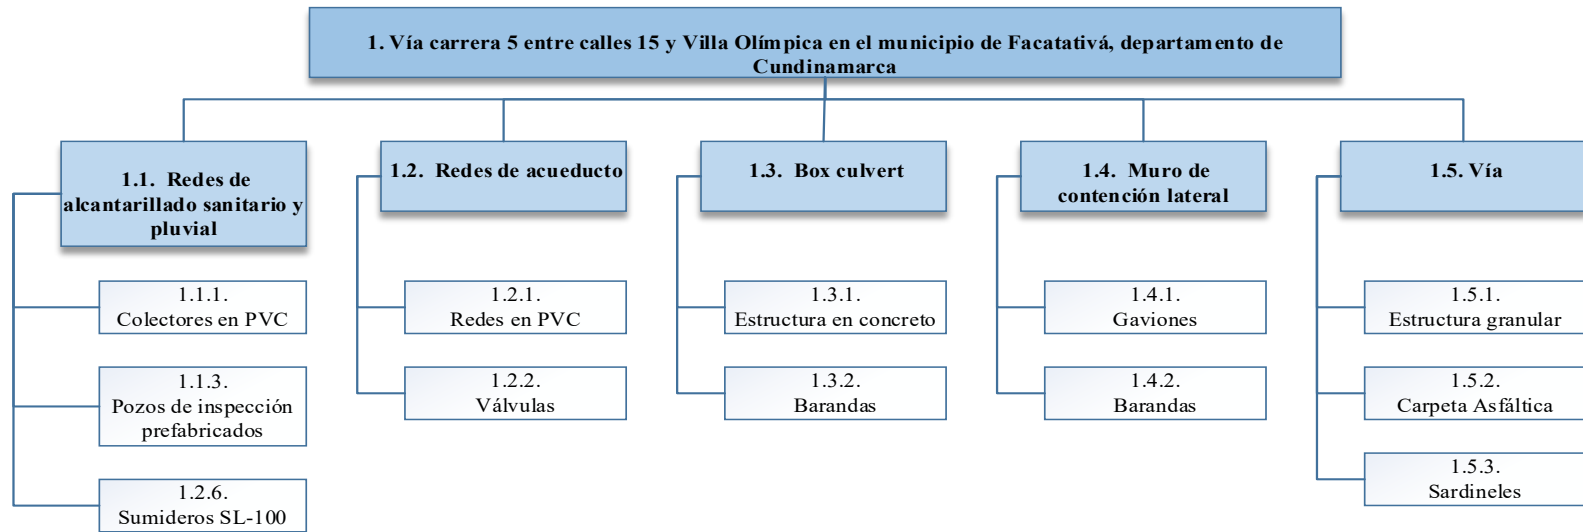 1. Vía carrera 5 entre calles 15 y Villa Olímpica en el municipio de Facatativá, departamento de
Cundinamarca
1.1. Redes de
alcantarillado sanitario y
pluvial
1.1.1.
Colectores en PVC
1.1.3.
Pozos de inspección
prefabricados
1.2.6.
Sumideros SL-100
1.2. Redes de acueducto
1.2.1.
Redes en PVC
1.2.2.
Válvulas
1.3. Box culvert
1.3.1.
Estructura en concreto
1.3.2.
Barandas
1.4. Muro de
contención lateral
1.4.1.
Gaviones
1.4.2.
Barandas
1.5. Vía
1.5.1.
Estructura granular
1.5.2.
Carpeta Asfáltica
1.5.3.
Sardineles